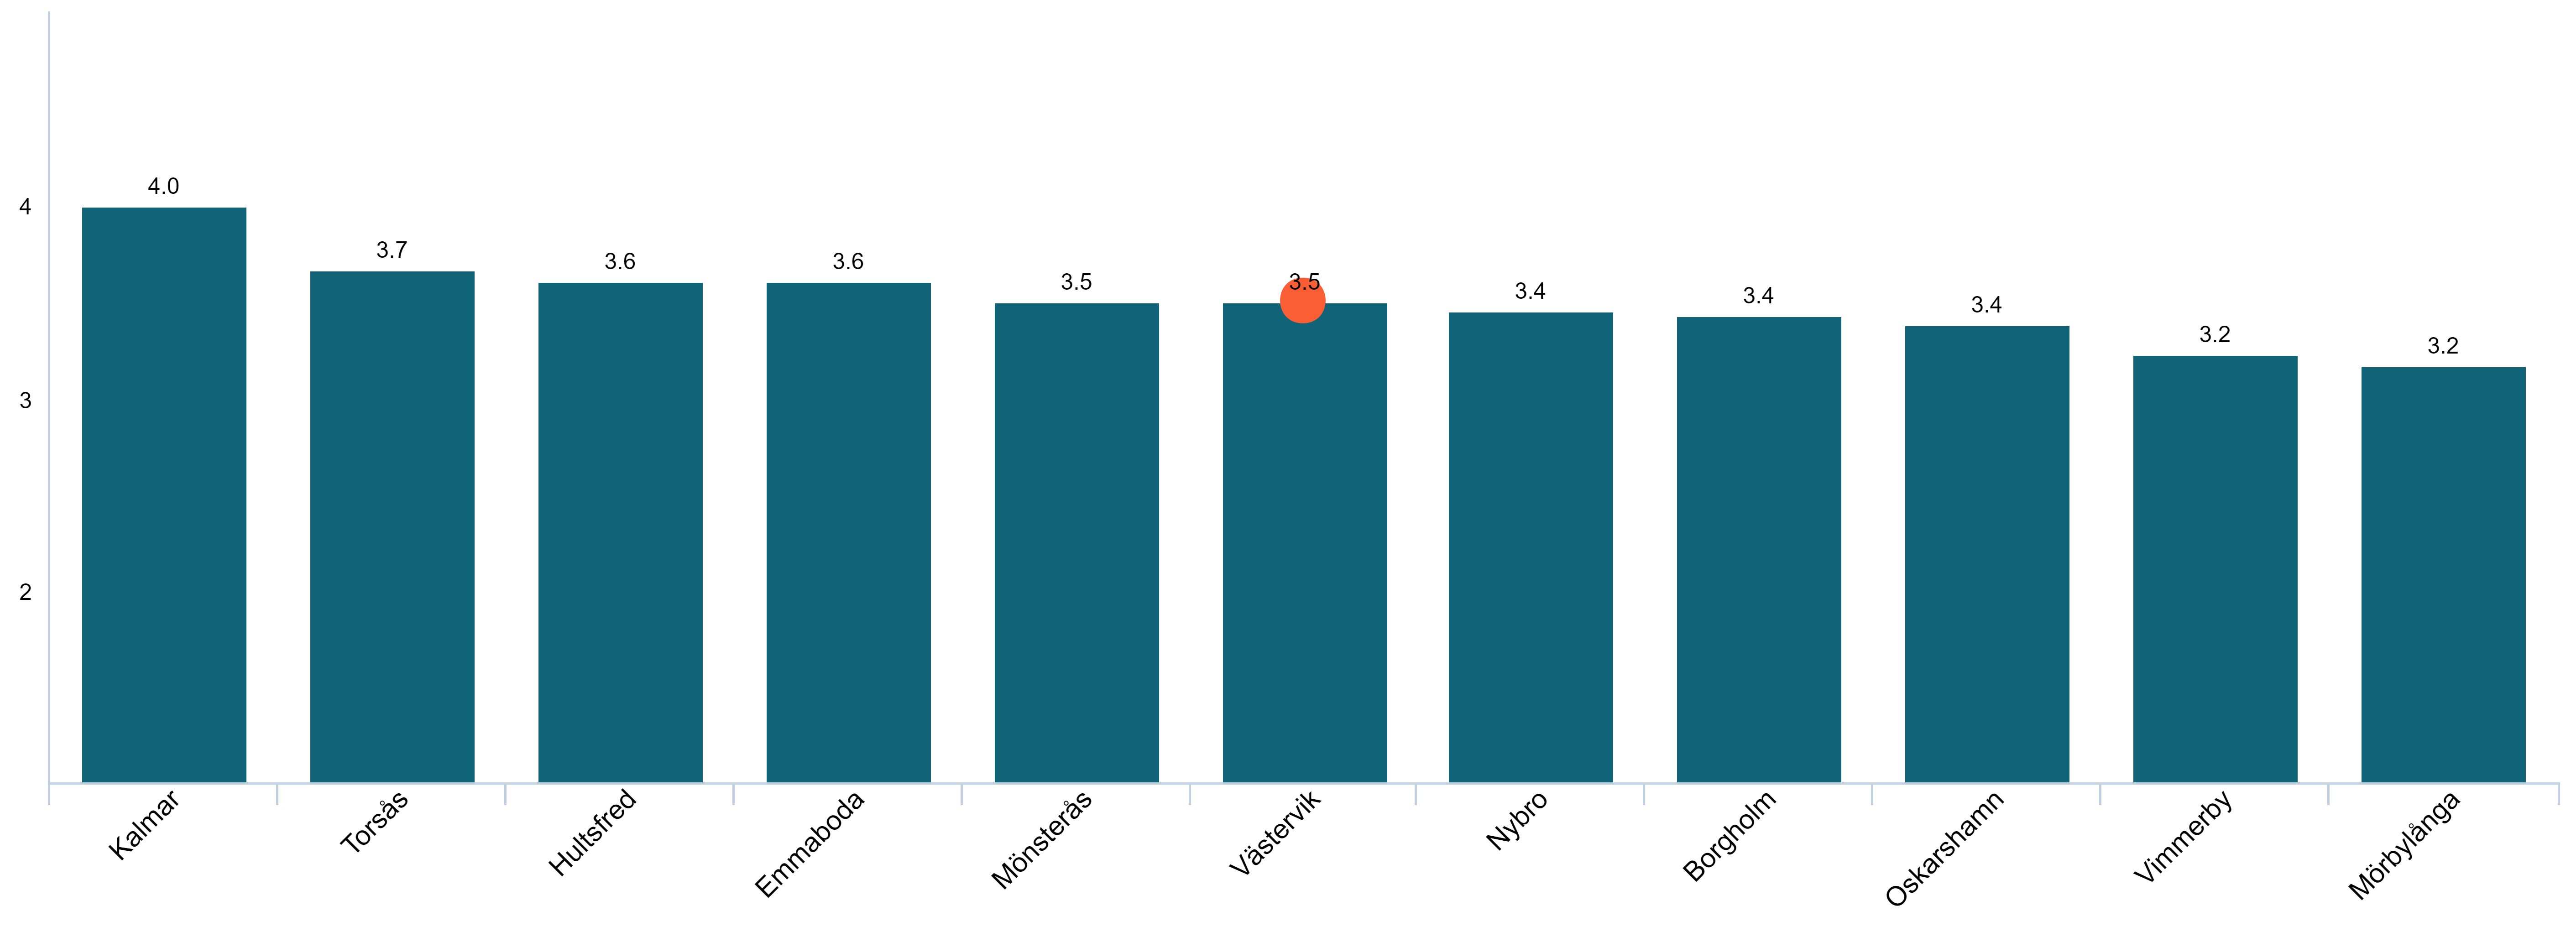 4
3
2
4.0
3.7
3.6
3.6
3.5
3.5
3.4
3.4
3.4
3.2
3.2
Kalmar
Torsås
Hultsfred
Emmaboda
Mönsterås
Västervik
Nybro
Borgholm
Oskarshamn
Vimmerby
Mörbylånga